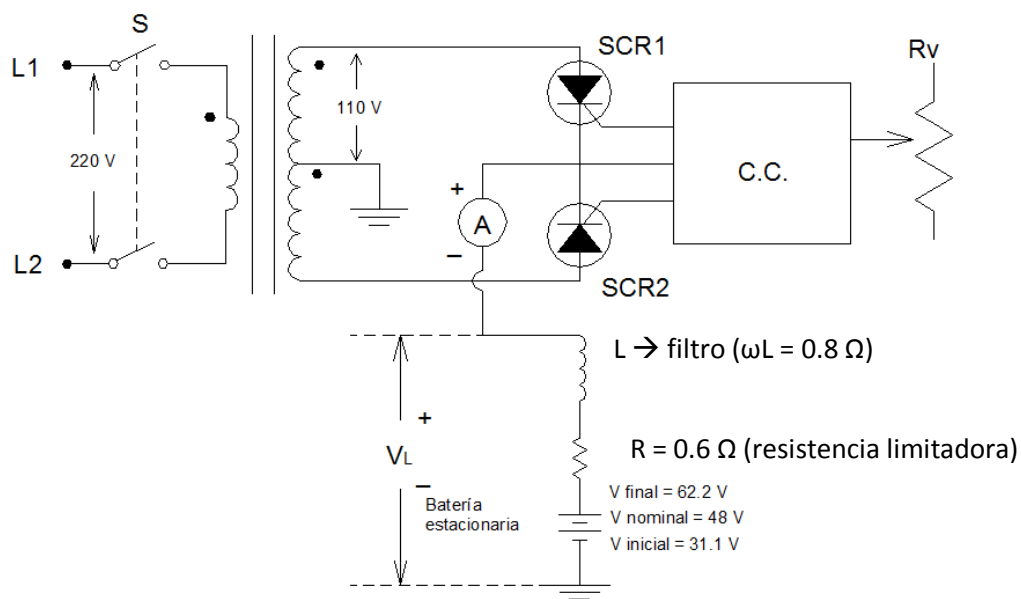 S
SCR1
Rv
L1
110 V
220 V
+
A
−
C.C.
L2
SCR2
L → filtro (ωL = 0.8 Ω)
+
VL
−
R = 0.6 Ω (resistencia limitadora)
Batería
estacionaria
V final = 62.2 V
V nominal = 48 V
V inicial = 31.1 V